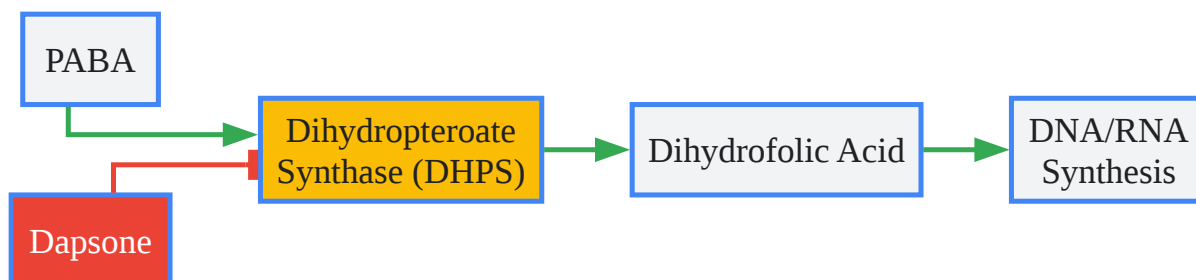 PABA
Dihydropteroate
Synthase (DHPS)
Dihydrofolic Acid
DNA/RNA
Synthesis
Dapsone